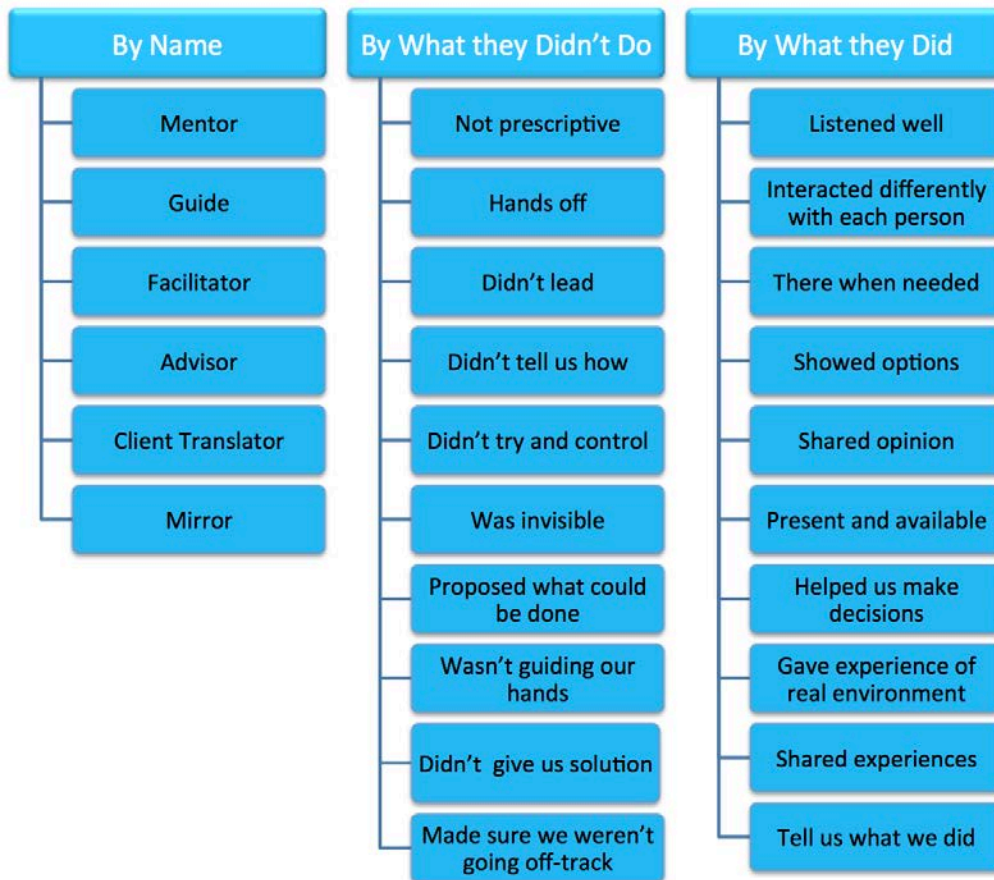 By Name
Mentor
Guide
Facilitator
Advisor
Client Translator
Mirror
By What they Didn't Do
Not prescriptive
Hands off
Didn't lead
Didn't tell us how
Didn't try and control
Was invisible
Proposed what could
be done
Wasn't guiding our
hands
Didn't give us solution
Made sure we weren't
going off-track
By What they Did
Listened well
Interacted differently
with each person
There when needed
Showed options
Shared opinion
Present and available
Helped us make
decisions
Gave experience of
real environment
Shared experiences
Tell us what we did